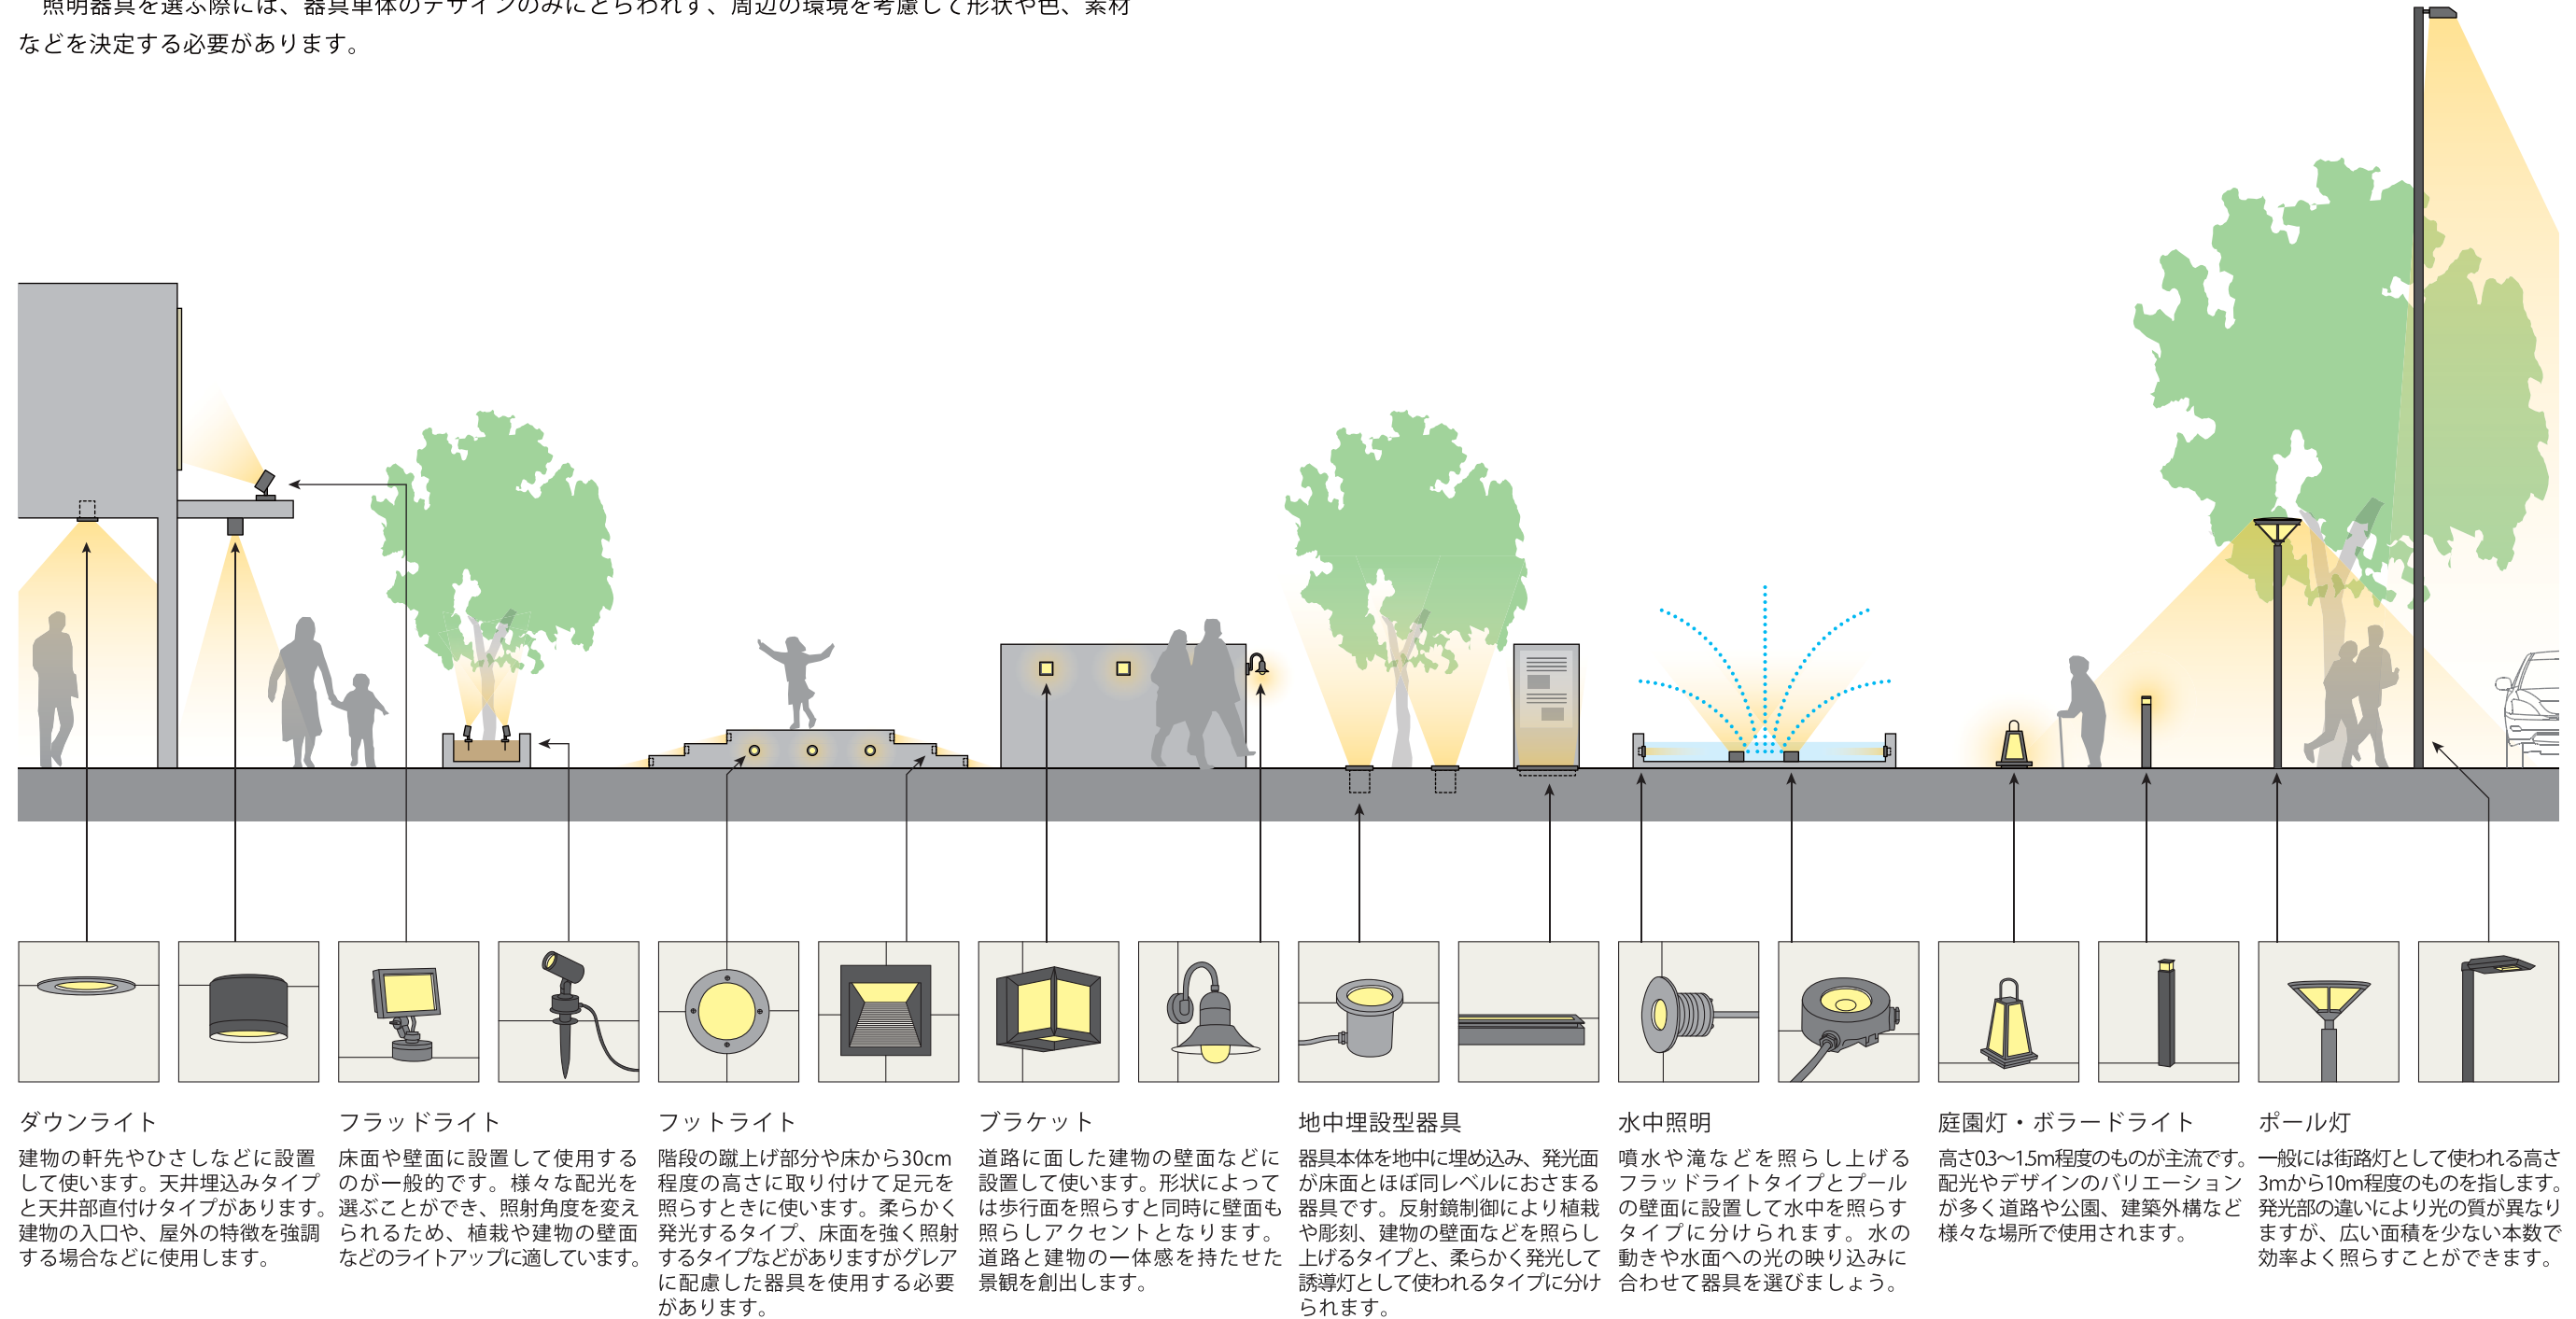 照明器具を選ぶ際には、器具単体のデザインのみにとらわれず、周辺の環境を考慮して形状や色、素材
などを決定する必要があります。
ダウンライト
建物の軒先やひさしなどに設置
して使います。天井埋込みタイプ
と天井部直付けタイプがあります。
建物の入口や、屋外の特徴を強調
する場合などに使用します。
フラッドライト
床面や壁面に設置して使用する
のが一般的です。様々な配光を
選ぶことができ、照射角度を変え
られるため、植栽や建物の壁面
などのライトアップに適しています。
フットライト
階段の蹴上げ部分や床から30cm
程度の高さに取り付けて足元を
照らすときに使います。柔らかく
発光するタイプ、床面を強く照射
するタイプなどがありますがグレア
に配慮した器具を使用する必要
があります。
ブラケット
道路に面した建物の壁面などに
設置して使います。形状によって
は歩行面を照らすと同時に壁面も
照らしアクセントとなります。
道路と建物の一体感を持たせた
景観を創出します。
地中埋設型器具
器具本体を地中に埋め込み、発光面
が床面とほぼ同レベルにおさまる
器具です。反射鏡制御により植栽
や彫刻、建物の壁面などを照らし
上げるタイプと、柔らかく発光して
誘導灯として使われるタイプに分け
られます。
水中照明
噴水や滝などを照らし上げる
フラッドライトタイプとプール
の壁面に設置して水中を照らす
タイプに分けられます。水の
動きや水面への光の映り込みに
合わせて器具を選びましょう。
庭園灯・ボラードライト
高さ0.3～1.5m程度のものが主流です。
配光やデザインのバリエーション
が多く道路や公園、建築外構など
様々な場所で使用されます。
ポール灯
一般には街路灯として使われる高さ
3mから10m程度のものを指します。
発光部の違いにより光の質が異なり
ますが、広い面積を少ない本数で
効率よく照らすことができます。